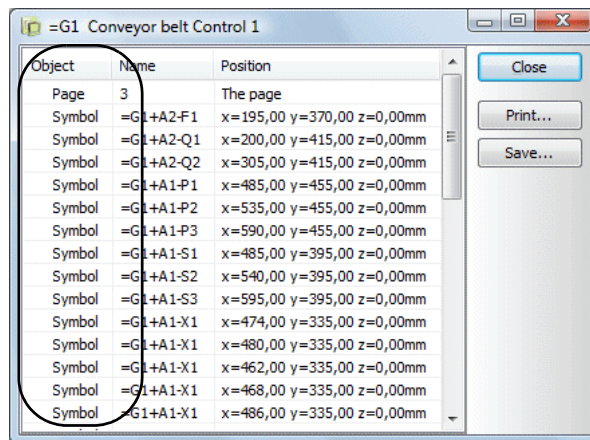 =G1 Conveyor belt Control 1
Object Name Position
Page 3 The page
Symbol =G1+A2-F1 x=195,00 y=370,00 z=0,00mm
Symbol =G1+A2-Q1 x=200,00 y=415,00 z=0,00mm
Symbol =G1+A2-Q2 x=305,00 y=415,00 z=0,00mm
Symbol =G1+A1-P1 x=485,00 y=455,00 z=0,00mm
Symbol =G1+A1-P2 x=535,00 y=455,00 z=0,00mm
Symbol =G1+A1-P3 x=590,00 y=455,00 z=0,00mm
Symbol =G1+A1-S1 x=485,00 y=395,00 z=0,00mm
Symbol =G1+A1-S2 x=540,00 y=395,00 z=0,00mm
Symbol =G1+A1-S3 x=595,00 y=395,00 z=0,00mm
Symbol =G1+A1-X1 x=474,00 y=335,00 z=0,00mm
Symbol =G1+A1-X1 x=480,00 y=335,00 z=0,00mm
Symbol =G1+A1-X1 x=462,00 y=335,00 z=0,00mm
Symbol =G1+A1-X1 x=468,00 y=335,00 z=0,00mm
Symbol =G1+A1-X1 x=486,00 y=335,00 z=0,00mm
Close
Print...
Save...